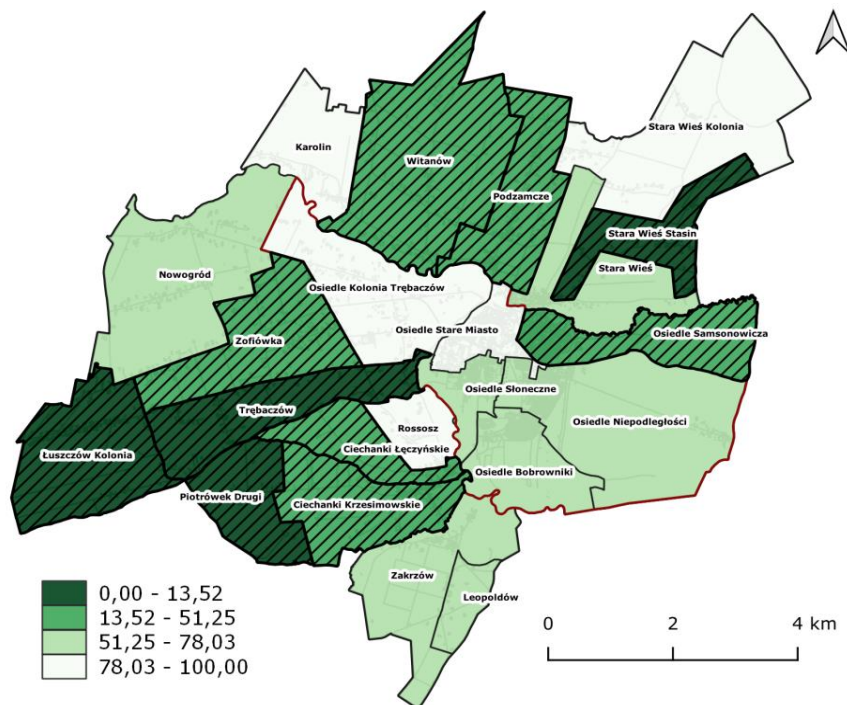 Stara Wieś Kolonia
Karolin
Witanów
Podzamcze
Stara Wieś Stasin
Stara Wieś
Nowogród
Osiedle Kolonia Trębaczów
Osiedle Stare Miasto
Osiedle Samsonowicza
Zofiówka
Osiedle Słoneczne
Trębaczów
Osiedle Niepodległości
Rossosz
Łuszczów Kolonia
Ciechanki Łęczyńskie
Osiedle Bobrowniki
Piotrówek Drugi
Ciechanki Krzesimowskie
Zakrzów
Leopoldów
0,00 - 13,52
13,52 - 51,25
51,25 - 78,03
78,03 - 100,00
0 2 4 km